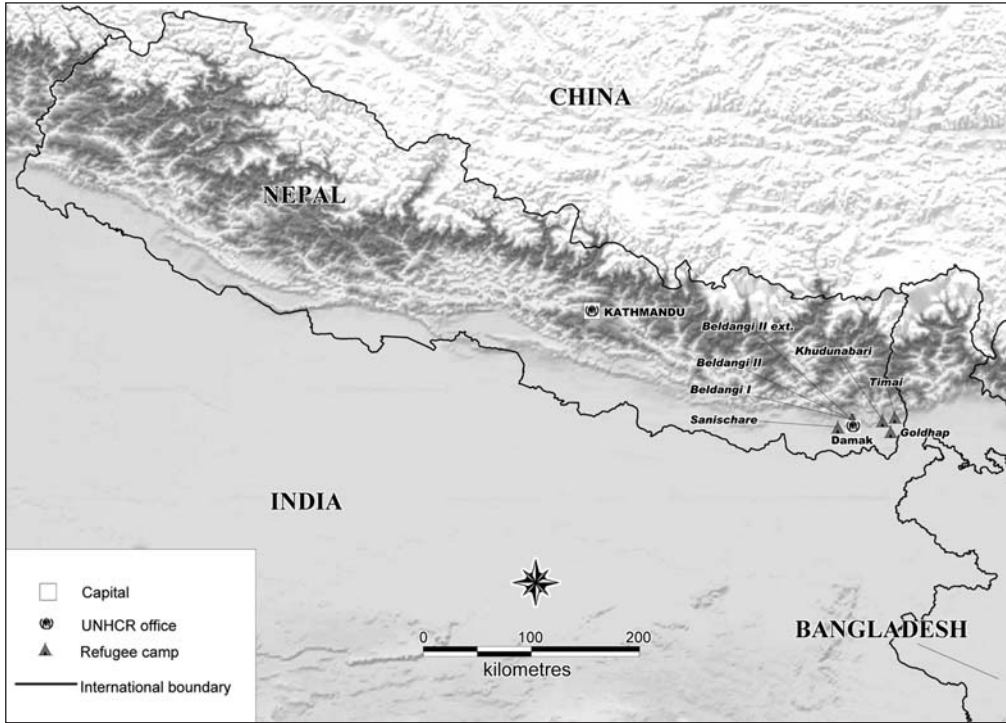 CHINA
NEPAL
KATHMANDU
Beldangi II ext.
Khudunabari
Beldangi II
Timai
Beldangi I
Sanischare
Damak
Goldhap
INDIA
Capital
UNHCR office
Refugee camp
International boundary
0 100 200
kilometres
BANGLADESH